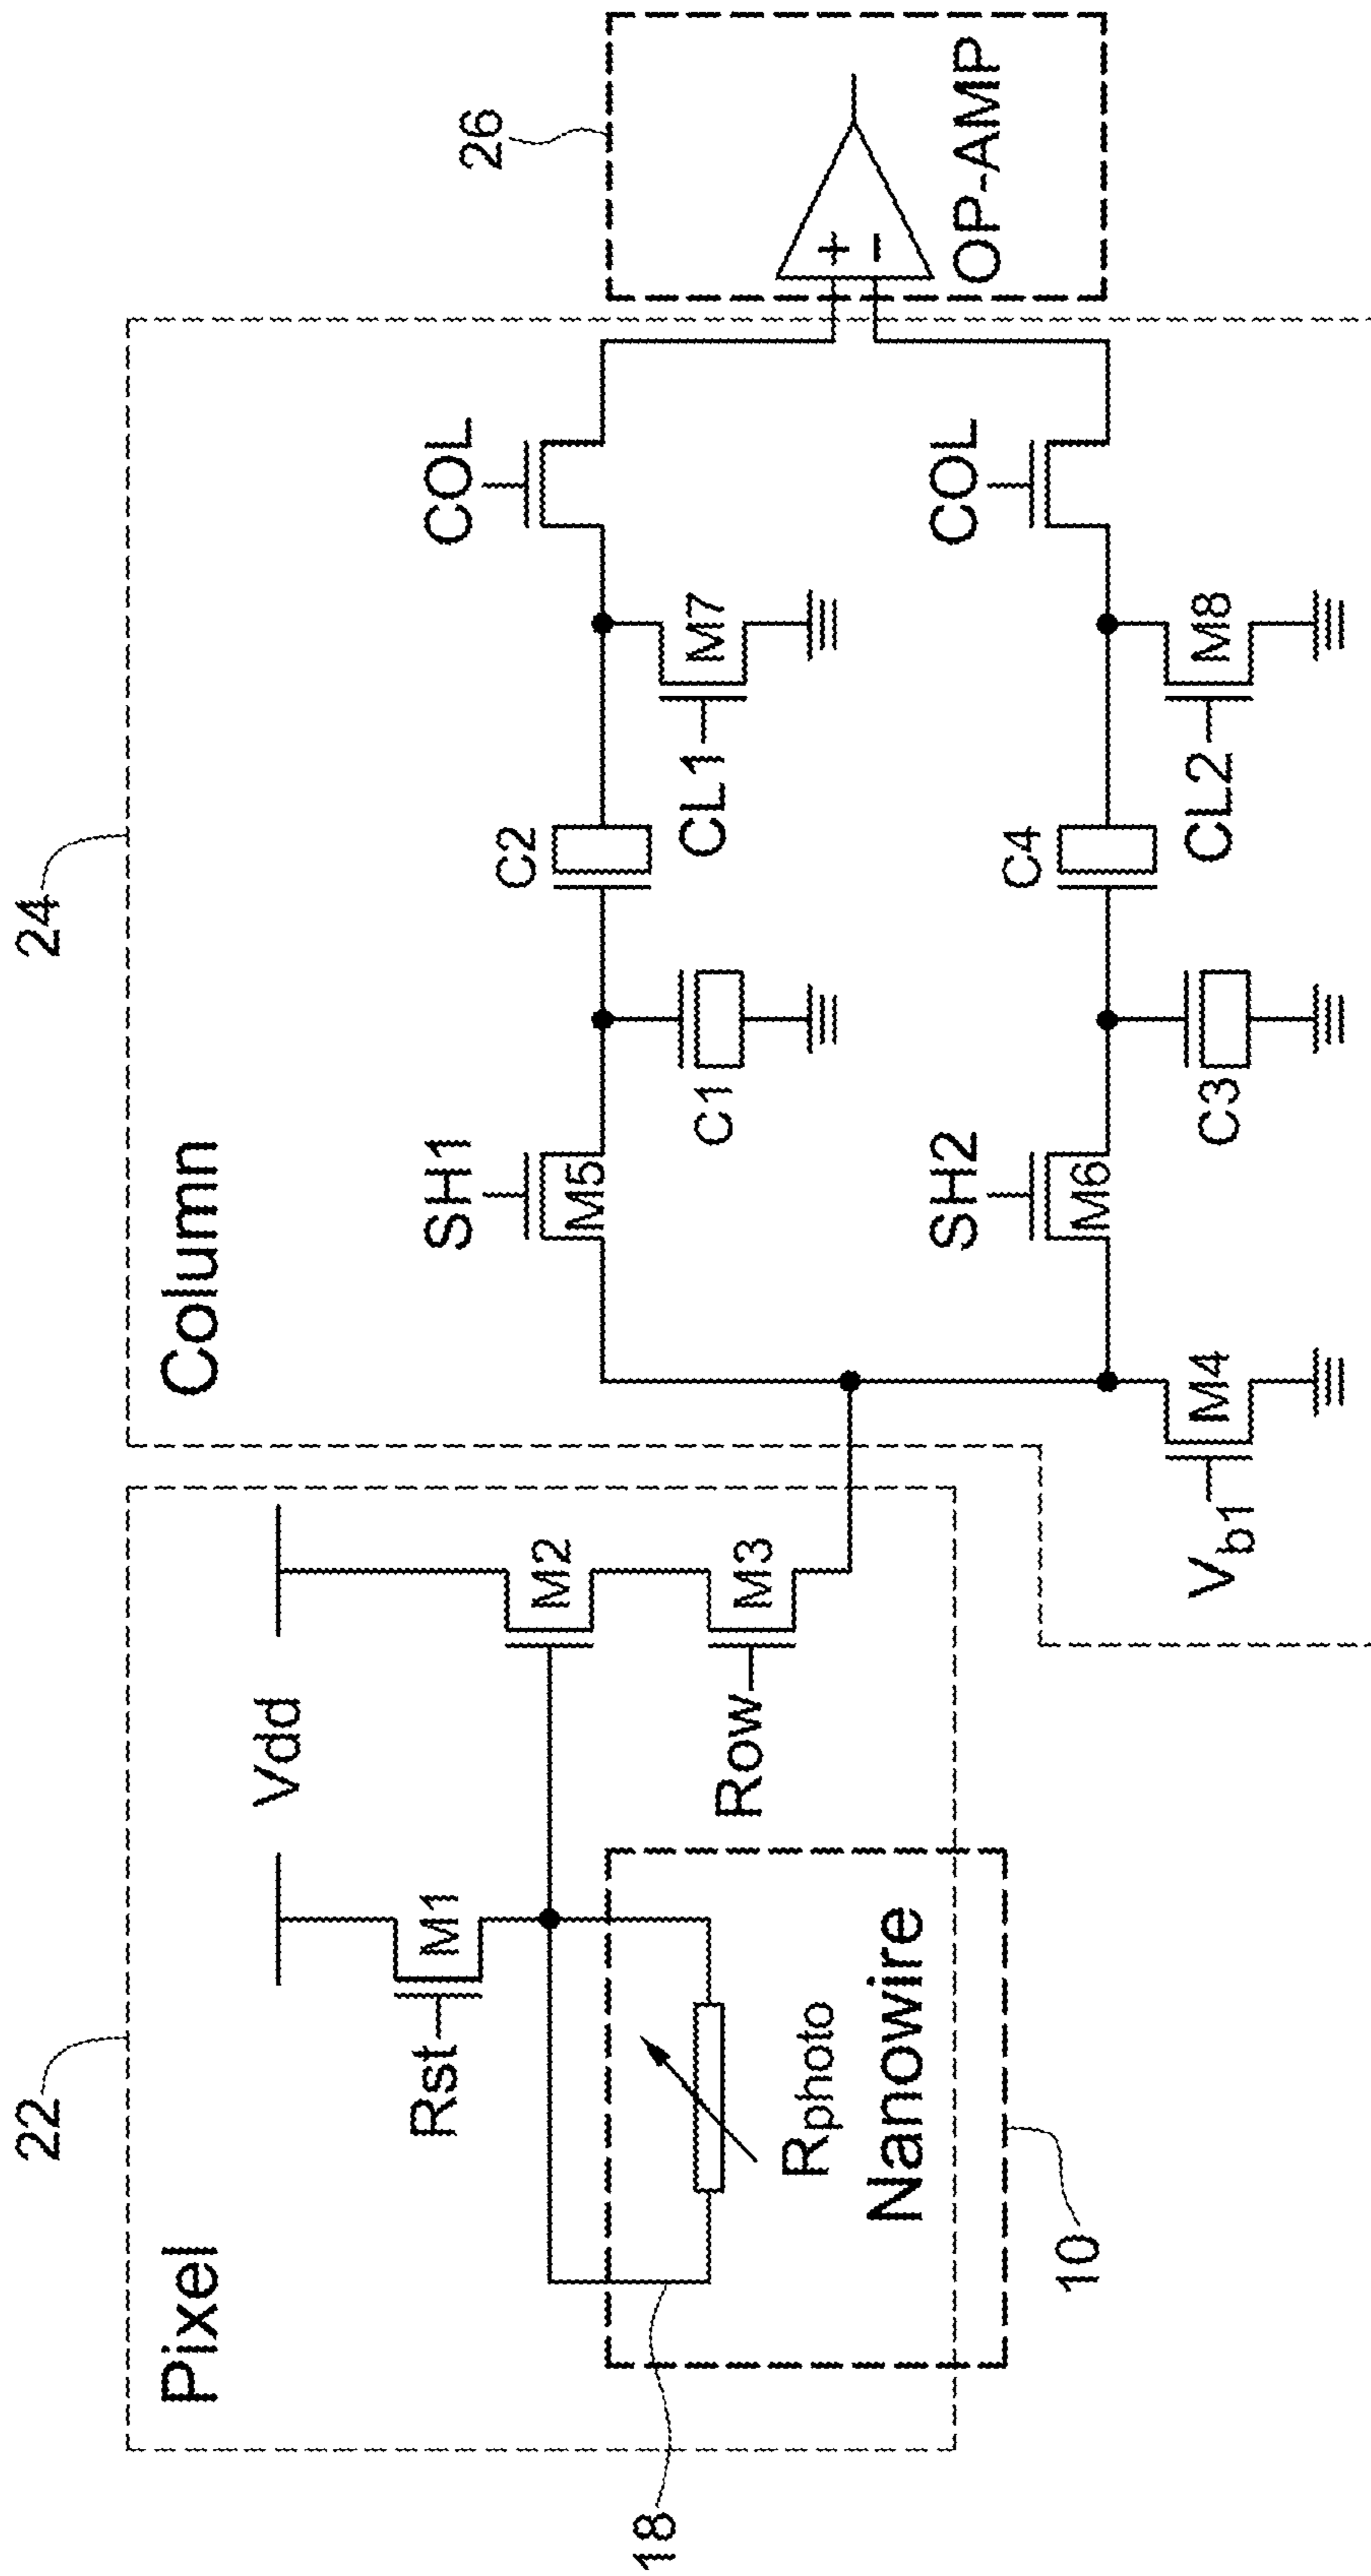 22
24
26
Pixel
Column
Vdd
Rst
M1
M2
Row
M3
Rphoto
Nanowire
18
10
SH1
M5
C1
C2
CL1
M7
COL
SH2
M6
C3
C4
CL2
M8
COL
Vb1
M4
+
−
OP-AMP